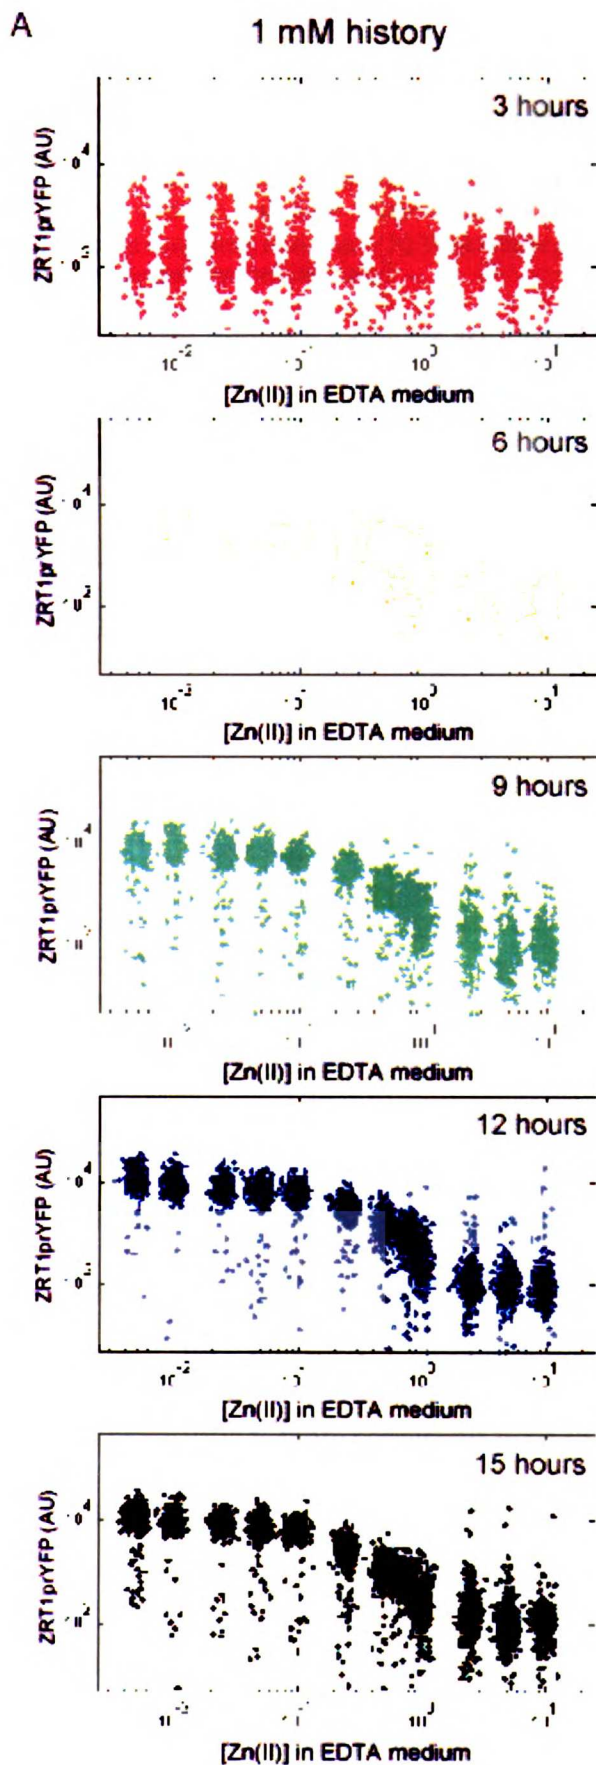 A
1 mM history
3 hours
ZRT1prYFP (AU)
[Zn(II)] in EDTA medium
6 hours
ZRT1prYFP (AU)
[Zn(II)] in EDTA medium
9 hours
ZRT1prYFP (AU)
[Zn(II)] in EDTA medium
12 hours
ZRT1prYFP (AU)
[Zn(II)] in EDTA medium
15 hours
ZRT1prYFP (AU)
[Zn(II)] in EDTA medium